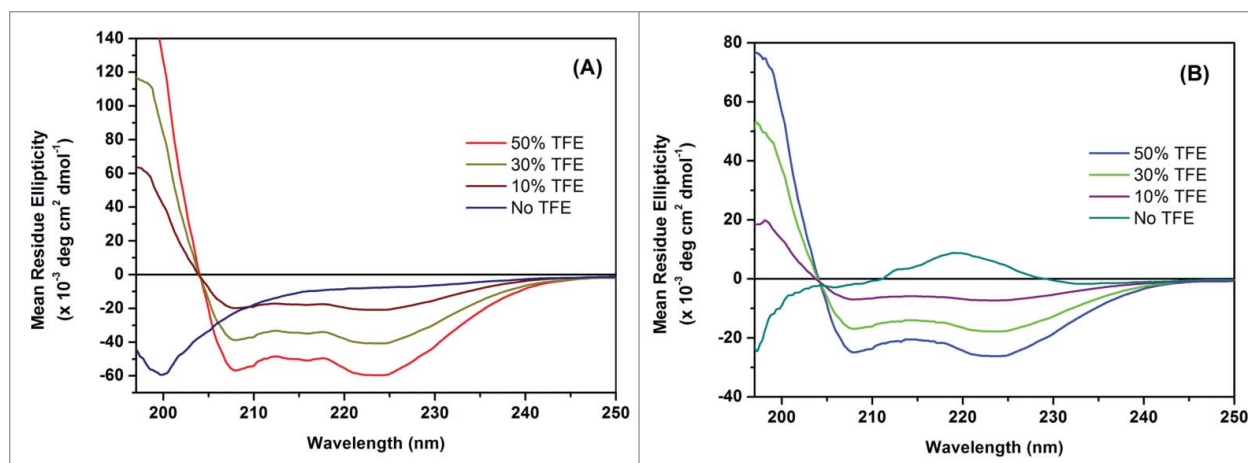 (A)
140
120
100
80
60
40
20
0
-20
-40
-60
Mean Residue Ellipticity
(x 10⁻³ deg cm² dmol⁻¹)
50% TFE
30% TFE
10% TFE
No TFE
200 210 220 230 240 250
Wavelength (nm)
(B)
80
60
40
20
0
-20
-40
Mean Residue Ellipticity
(x 10⁻³ deg cm² dmol⁻¹)
50% TFE
30% TFE
10% TFE
No TFE
200 210 220 230 240 250
Wavelength (nm)